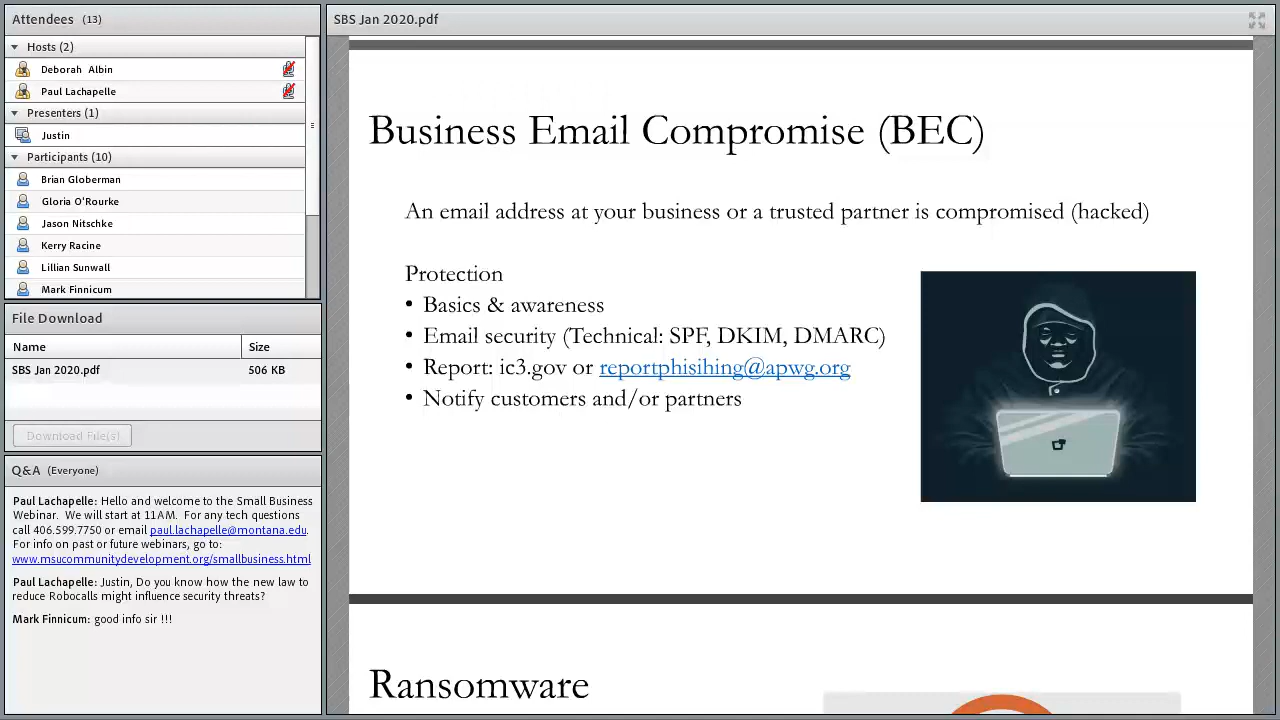 Attendees (13)
Hosts (2)
Deborah Albin
Paul Lachapelle
Presenters (1)
Justin
Participants (10)
Brian Globerman
Gloria O'Rourke
Jason Nitschke
Kerry Racine
Lillian Sunwall
Mark Finnicum
File Download
Name Size
SBS Jan 2020.pdf 506 KB
Download File(s)
Q&A (Everyone)
Paul Lachapelle: Hello and welcome to the Small Business
Webinar. We will start at 11AM. For any tech questions
call 406.599.7750 or email paul.lachapelle@montana.edu.
For info on past or future webinars, go to:
www.msucommunitydevelopment.org/smallbusiness.html
Paul Lachapelle: Justin, Do you know how the new law to
reduce Robocalls might influence security threats?
Mark Finnicum: good info sir !!!
SBS Jan 2020.pdf
Business Email Compromise (BEC)
An email address at your business or a trusted partner is compromised (hacked)
Protection
• Basics & awareness
• Email security (Technical: SPF, DKIM, DMARC)
• Report: ic3.gov or reportphisihing@apwg.org
• Notify customers and/or partners
Ransomware